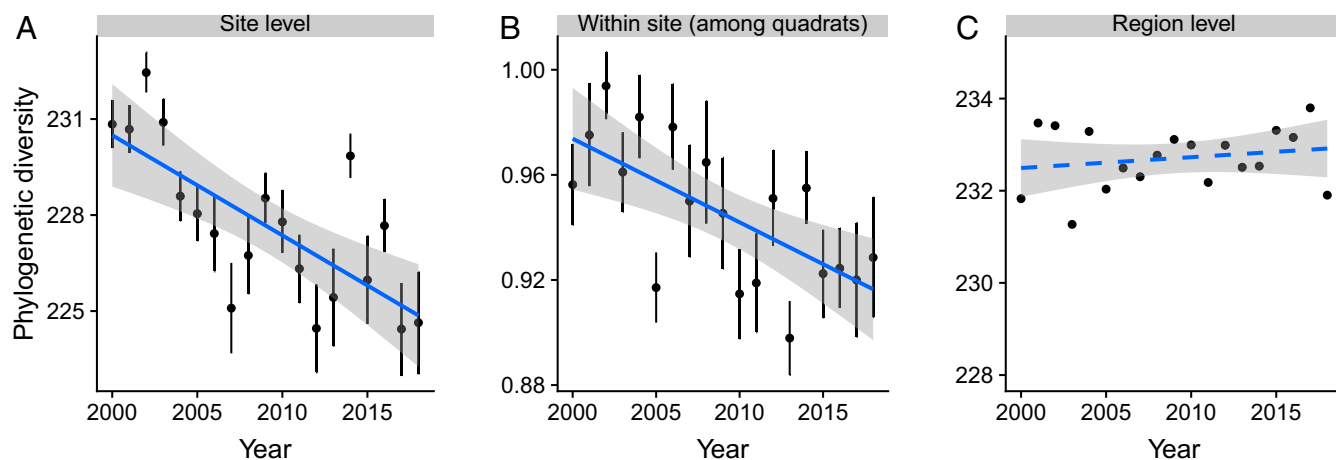 A Site level B Within site (among quadrats) C Region level
Phylogenetic diversity
231
228
225
1.00
0.96
0.92
0.88
234
232
230
228
2000 2005 2010 2015 2000 2005 2010 2015 2000 2005 2010 2015
Year Year Year